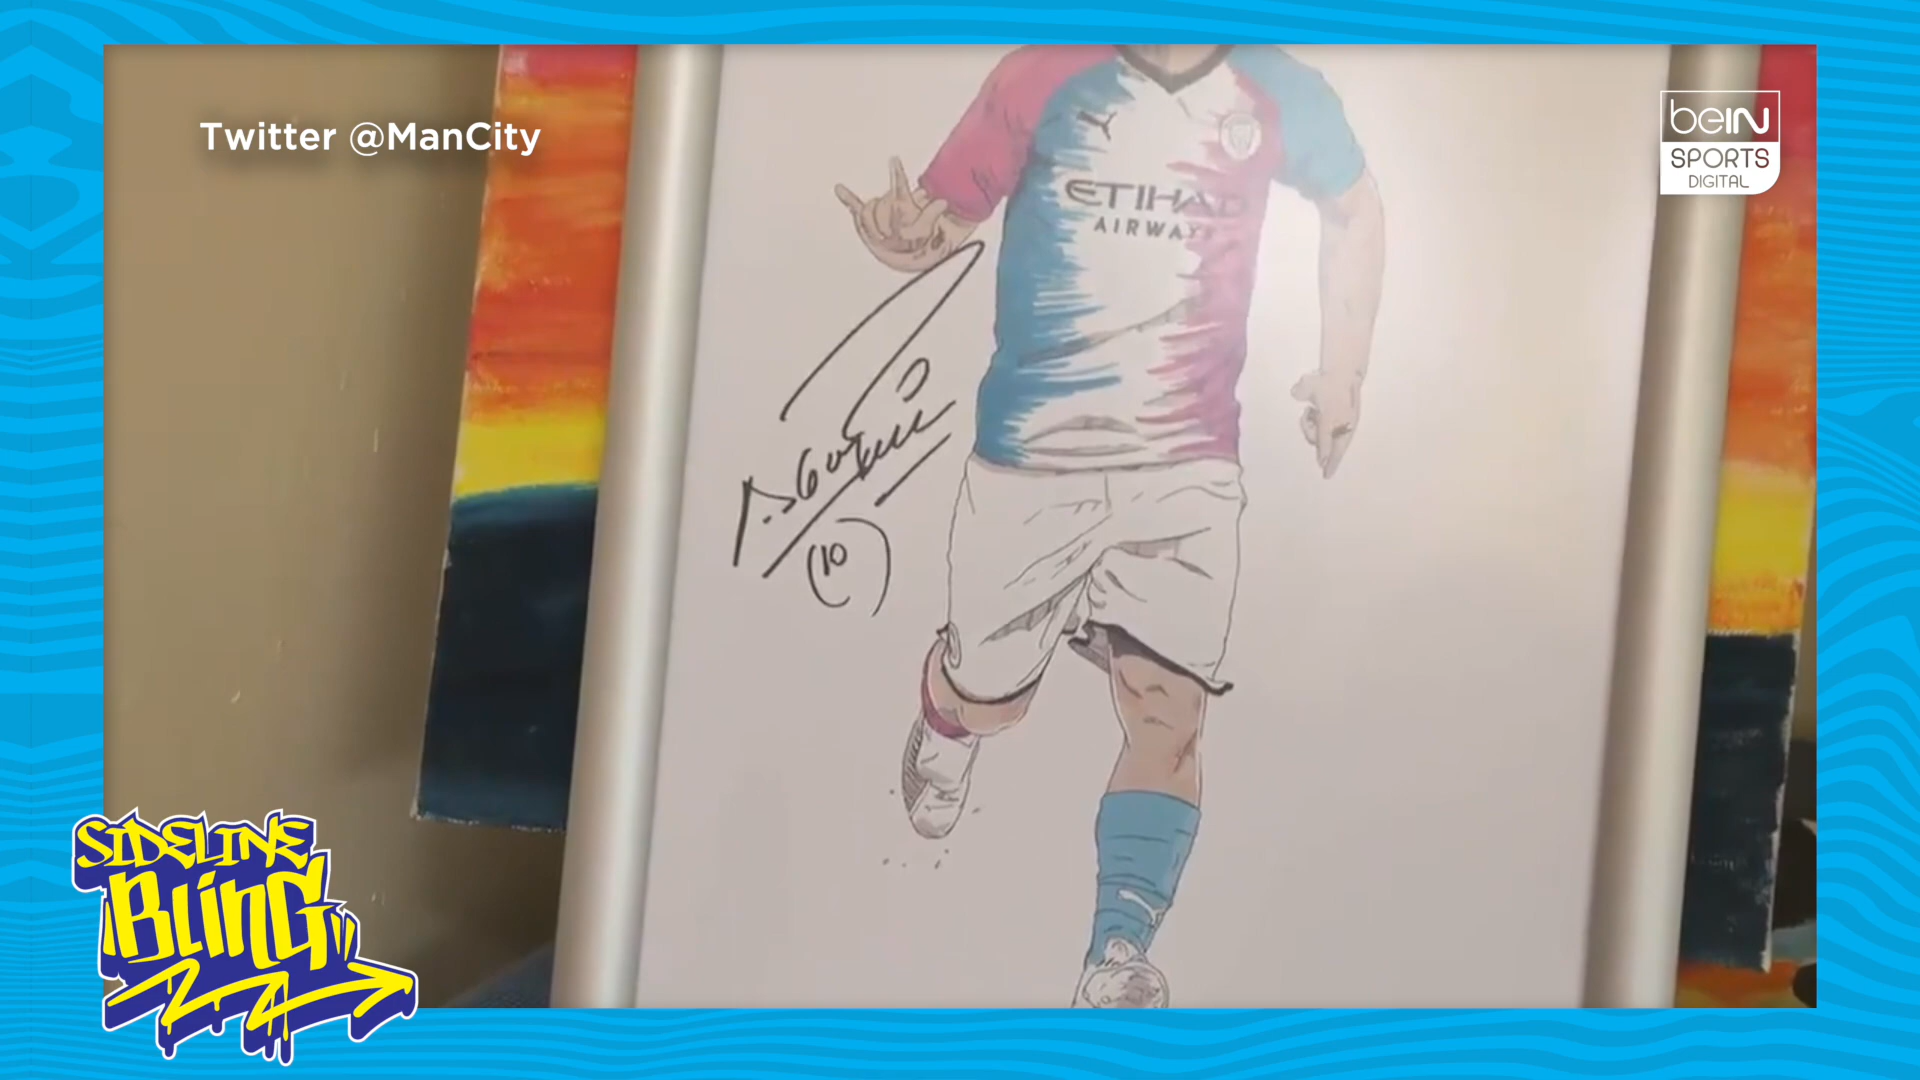 Twitter @ManCity
beIN
SPORTS
DIGITAL
ETIHAD
AIRWAYS
(10)
SIDELINE
BLING